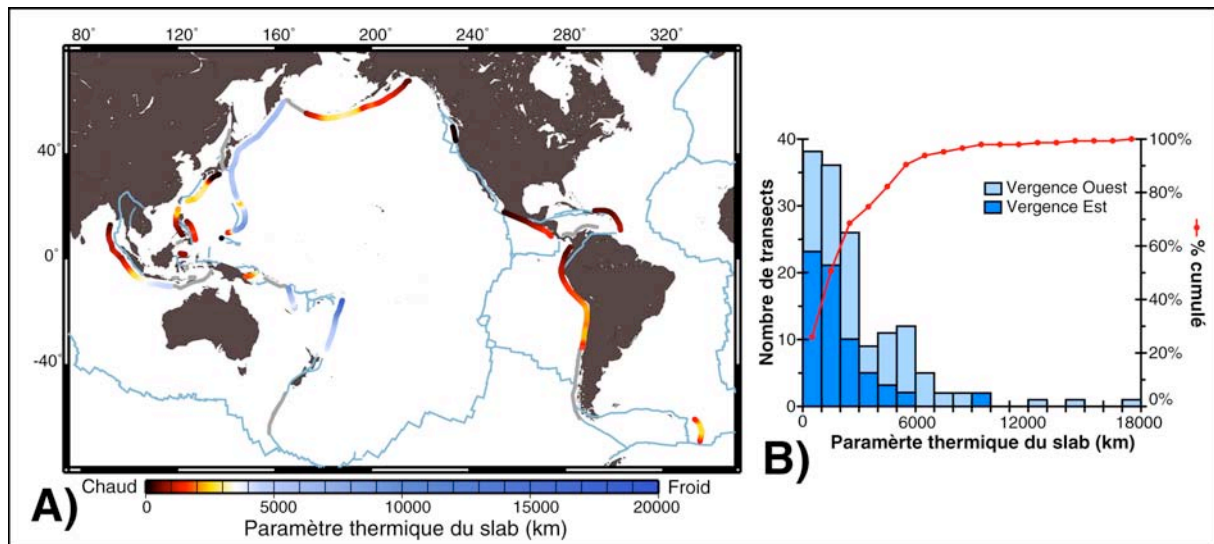 80° 120° 160° 200° 240° 280° 320°
40°
0°
-40°
A)
Chaud
Froid
0 5000 10000 15000 20000
Paramètre thermique du slab (km)
40 100%
30 80%
20 60%
40%
10 20%
0 0%
Nombre de transects
Vergence Ouest
Vergence Est
% cumulé
6000 12000 18000
Paramèrte thermique du slab (km)
B)